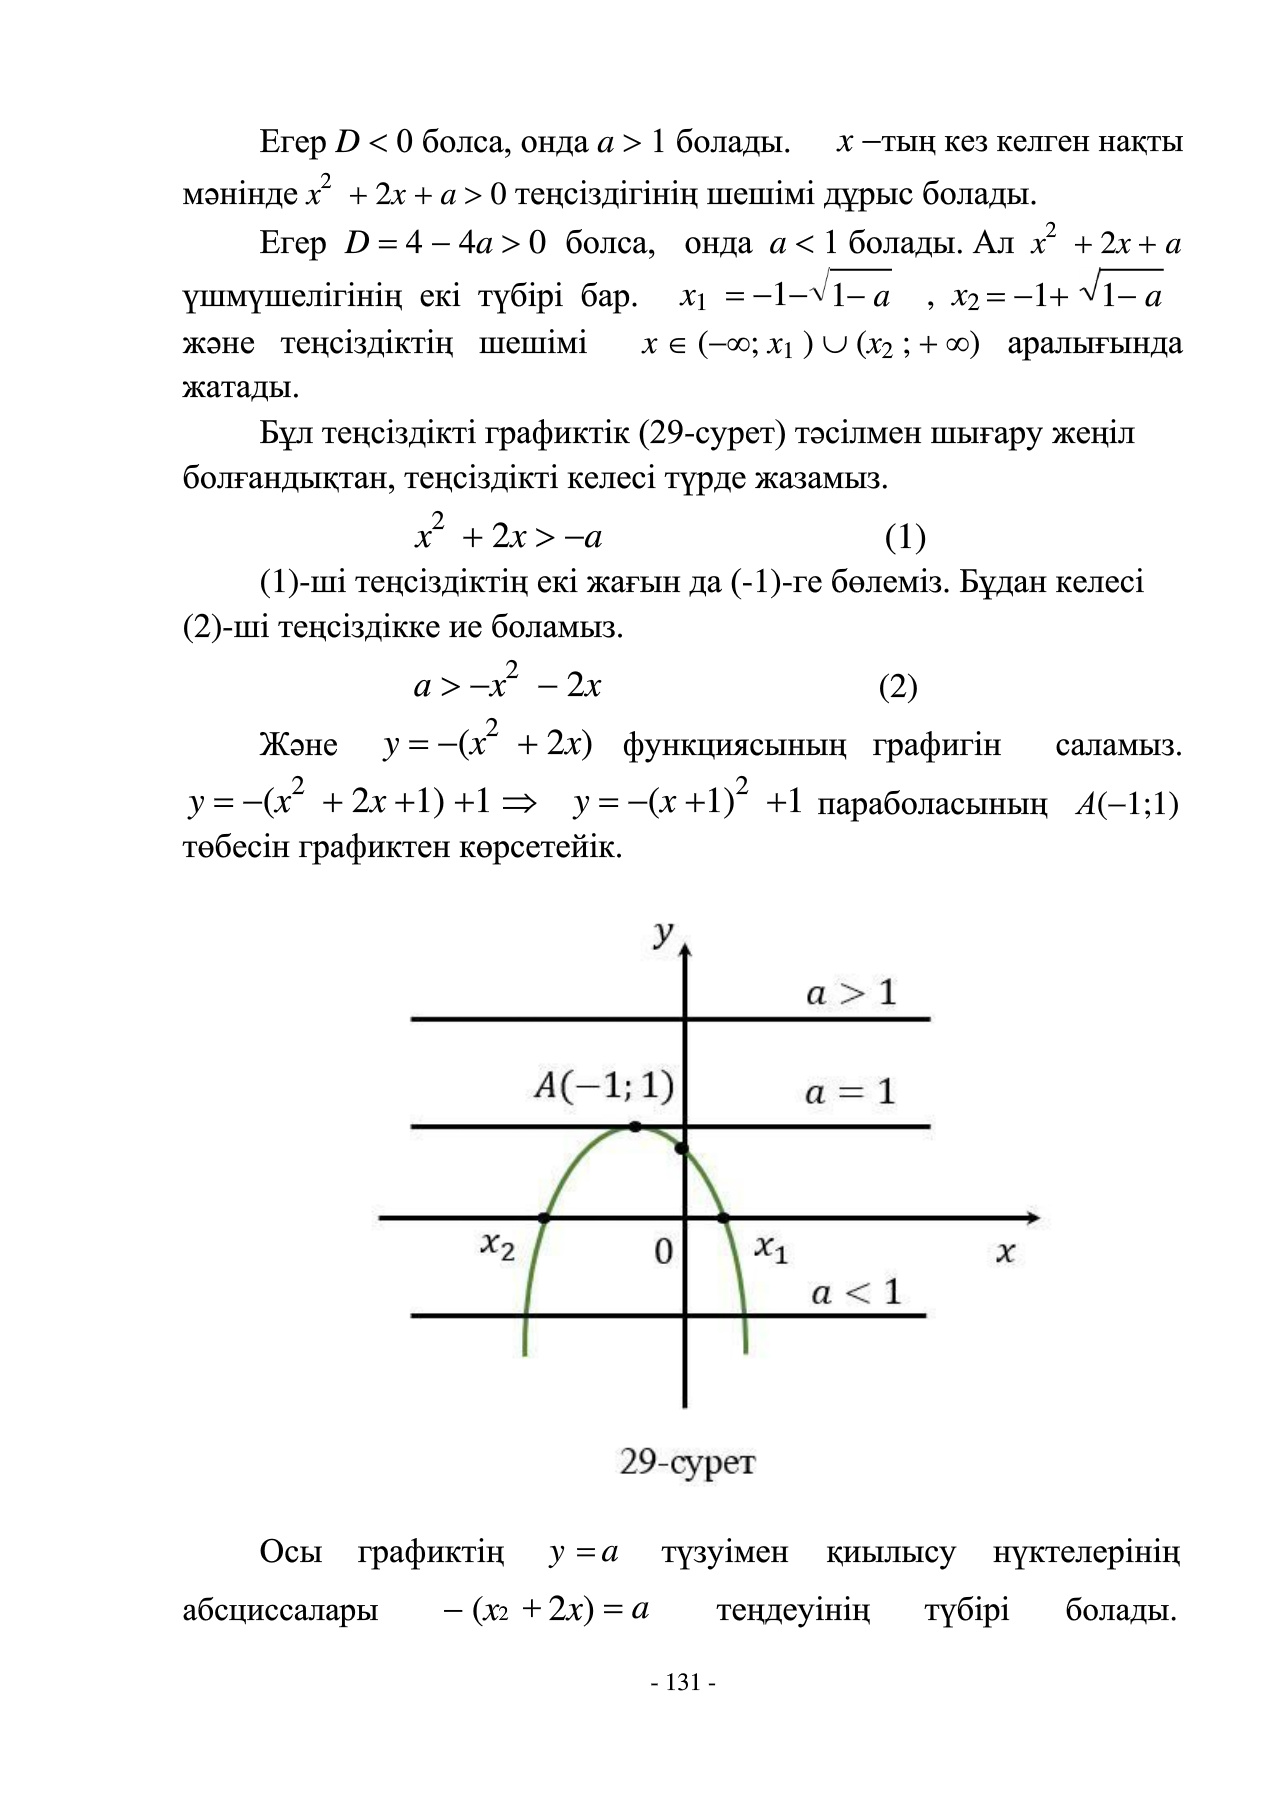 Егер D < 0 болса, онда a > 1 болады. x –тың кез келген нақты
мәнінде x² + 2x + a > 0 теңсіздігінің шешімі дұрыс болады.
Егер D = 4 − 4a > 0 болса, онда a < 1 болады. Ал x² + 2x + a
үшмүшелігінің екі түбірі бар. x₁ = −1−√1− a , x₂ = −1+ √1− a
және теңсіздіктің шешімі x ∈ (−∞; x₁ ) ∪ (x₂ ; + ∞) аралығында
жатады.
Бұл теңсіздікті графиктік (29-сурет) тәсілмен шығару жеңіл
болғандықтан, теңсіздікті келесі түрде жазамыз.
x² + 2x > −a (1)
(1)-ші теңсіздіктің екі жағын да (-1)-ге бөлеміз. Бұдан келесі
(2)-ші теңсіздікке ие боламыз.
a > −x² − 2x (2)
Және y = −(x² + 2x) функциясының графигін саламыз.
y = −(x² + 2x +1) +1 ⇒ y = −(x +1)² +1 параболасының A(−1;1)
төбесін графиктен көрсетейік.
y
a > 1
A(−1; 1)
a = 1
x₂
0
x₁
x
a < 1
29-сурет
Осы графиктің y = a түзуімен қиылысу нүктелерінің
абсциссалары − (x₂ + 2x) = a теңдеуінің түбірі болады.
- 131 -